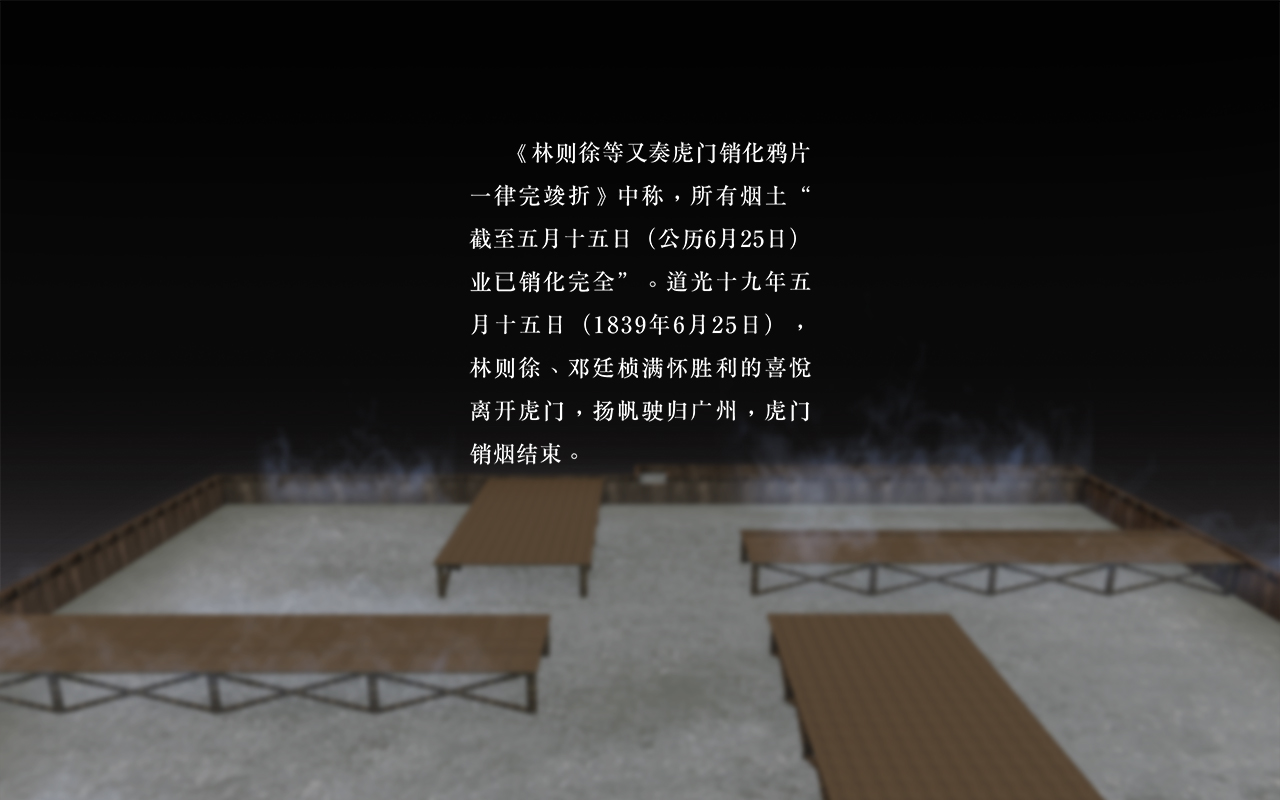 《林则徐等又奏虎门销化鸦片
一律完竣折》中称，所有烟土“
截至五月十五日（公历6月25日）
业已销化完全”。道光十九年五
月十五日（1839年6月25日），
林则徐、邓廷桢满怀胜利的喜悦
离开虎门，扬帆驶归广州，虎门
销烟结束。